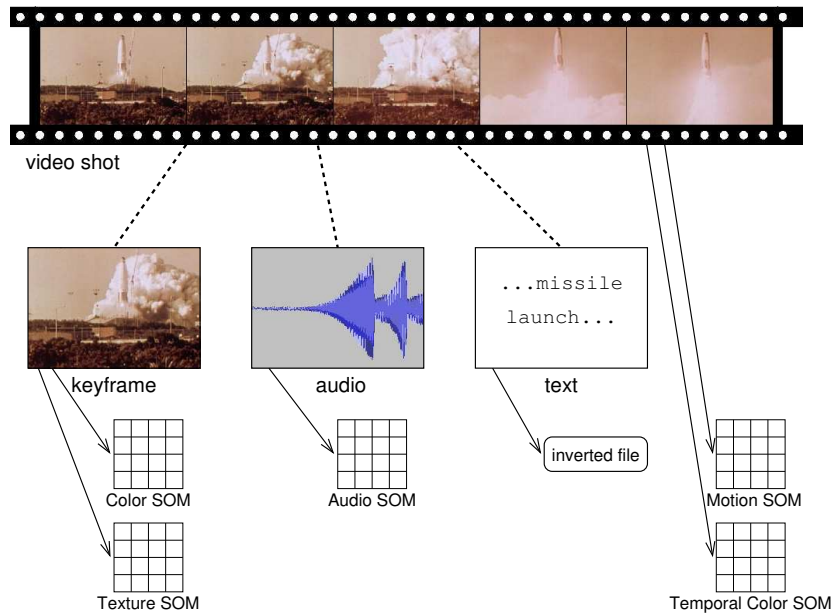 video shot
...missile
launch...
keyframe
audio
text
inverted file
Color SOM
Audio SOM
Motion SOM
Texture SOM
Temporal Color SOM